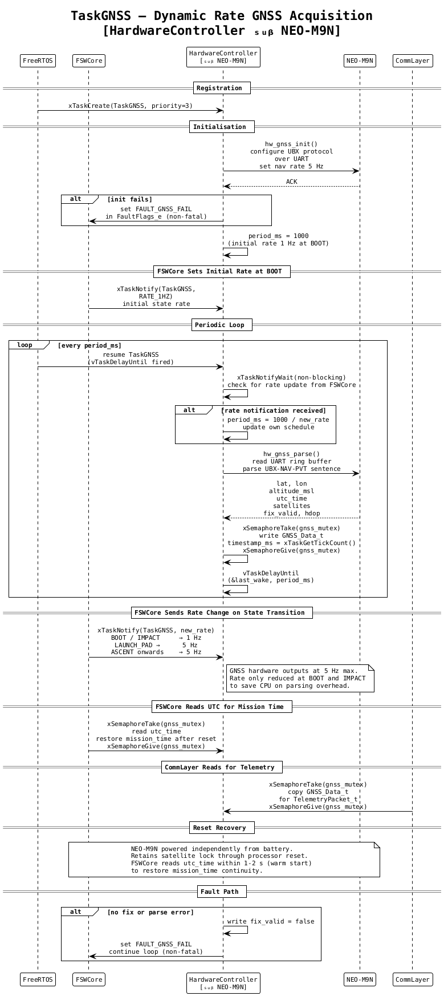 TaskGNSS — Dynamic Rate GNSS Acquisition
[HardwareController ₛᵤᵦ NEO-M9N]
FreeRTOS
FSWCore
HardwareController
[ₛᵤᵦ NEO-M9N]
NEO-M9N
CommLayer
Registration
xTaskCreate(TaskGNSS, priority=3)
Initialisation
hw_gnss_init()
configure UBX protocol
over UART
set nav rate 5 Hz
ACK
alt
[init fails]
set FAULT_GNSS_FAIL
in FaultFlags_e (non-fatal)
period_ms = 1000
(initial rate 1 Hz at BOOT)
FSWCore Sets Initial Rate at BOOT
xTaskNotify(TaskGNSS,
RATE_1HZ)
initial state rate
Periodic Loop
loop
[every period_ms]
resume TaskGNSS
(vTaskDelayUntil fired)
xTaskNotifyWait(non-blocking)
check for rate update from FSWCore
alt
[rate notification received]
period_ms = 1000 / new_rate
update own schedule
hw_gnss_parse()
read UART ring buffer
parse UBX-NAV-PVT sentence
lat, lon
altitude_msl
utc_time
satellites
fix_valid, hdop
xSemaphoreTake(gnss_mutex)
write GNSS_Data_t
timestamp_ms = xTaskGetTickCount()
xSemaphoreGive(gnss_mutex)
vTaskDelayUntil
(&last_wake, period_ms)
FSWCore Sends Rate Change on State Transition
xTaskNotify(TaskGNSS, new_rate)
BOOT / IMPACT → 1 Hz
LAUNCH_PAD → 5 Hz
ASCENT onwards → 5 Hz
GNSS hardware outputs at 5 Hz max.
Rate only reduced at BOOT and IMPACT
to save CPU on parsing overhead.
FSWCore Reads UTC for Mission Time
xSemaphoreTake(gnss_mutex)
read utc_time
restore mission_time after reset
xSemaphoreGive(gnss_mutex)
CommLayer Reads for Telemetry
xSemaphoreTake(gnss_mutex)
copy GNSS_Data_t
for TelemetryPacket_t
xSemaphoreGive(gnss_mutex)
Reset Recovery
NEO-M9N powered independently from battery.
Retains satellite lock through processor reset.
FSWCore reads utc_time within 1-2 s (warm start)
to restore mission_time continuity.
Fault Path
alt
[no fix or parse error]
write fix_valid = false
set FAULT_GNSS_FAIL
continue loop (non-fatal)
FreeRTOS
FSWCore
HardwareController
[ₛᵤᵦ NEO-M9N]
NEO-M9N
CommLayer